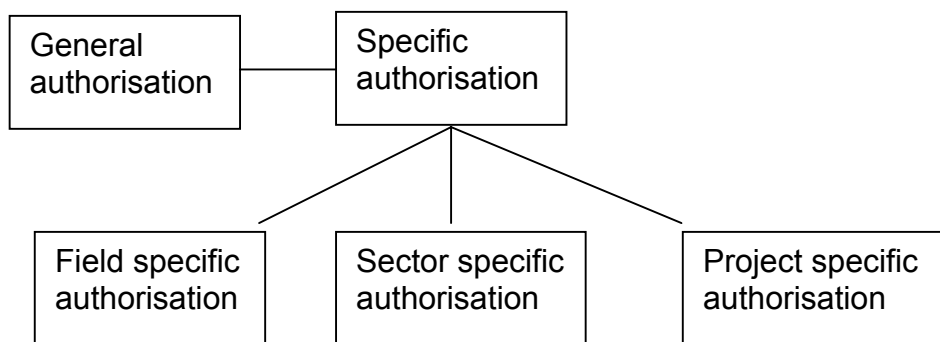 General
authorisation
Specific
authorisation
Field specific
authorisation
Sector specific
authorisation
Project specific
authorisation